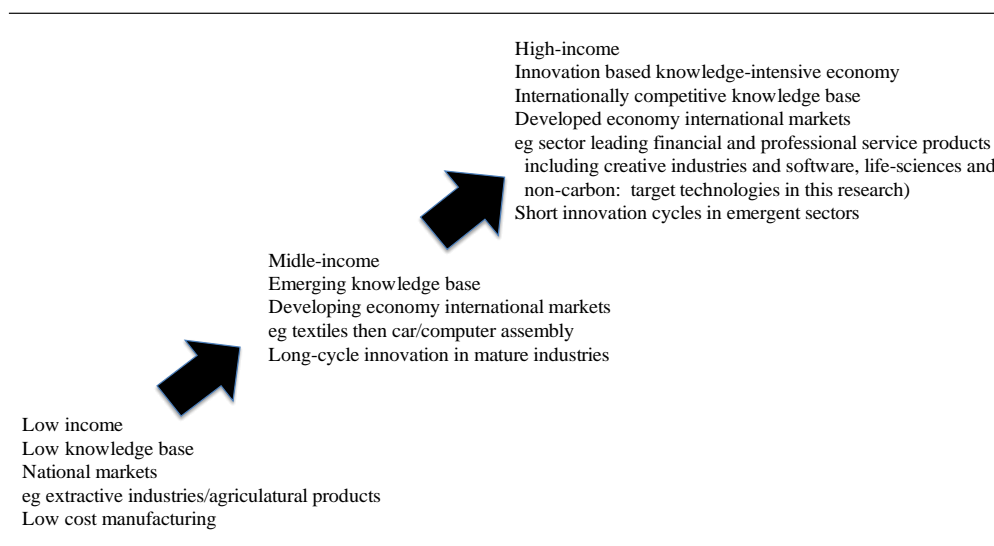 High-income
Innovation based knowledge-intensive economy
Internationally competitive knowledge base
Developed economy international markets
eg sector leading financial and professional service products
including creative industries and software, life-sciences and
non-carbon: target technologies in this research)
Short innovation cycles in emergent sectors
Midle-income
Emerging knowledge base
Developing economy international markets
eg textiles then car/computer assembly
Long-cycle innovation in mature industries
Low income
Low knowledge base
National markets
eg extractive industries/agriculatural products
Low cost manufacturing